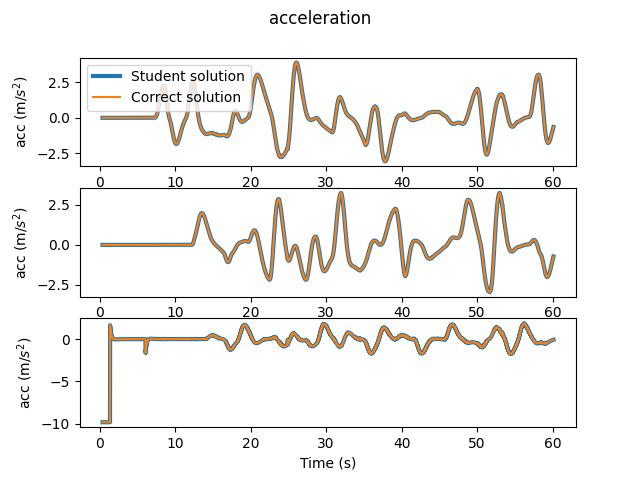 acceleration
acc (m/s²)
2.5
0.0
−2.5
Student solution
Correct solution
0 10 20 30 40 50 60
acc (m/s²)
2.5
0.0
−2.5
0 10 20 30 40 50 60
acc (m/s²)
0
−5
−10
0 10 20 30 40 50 60
Time (s)